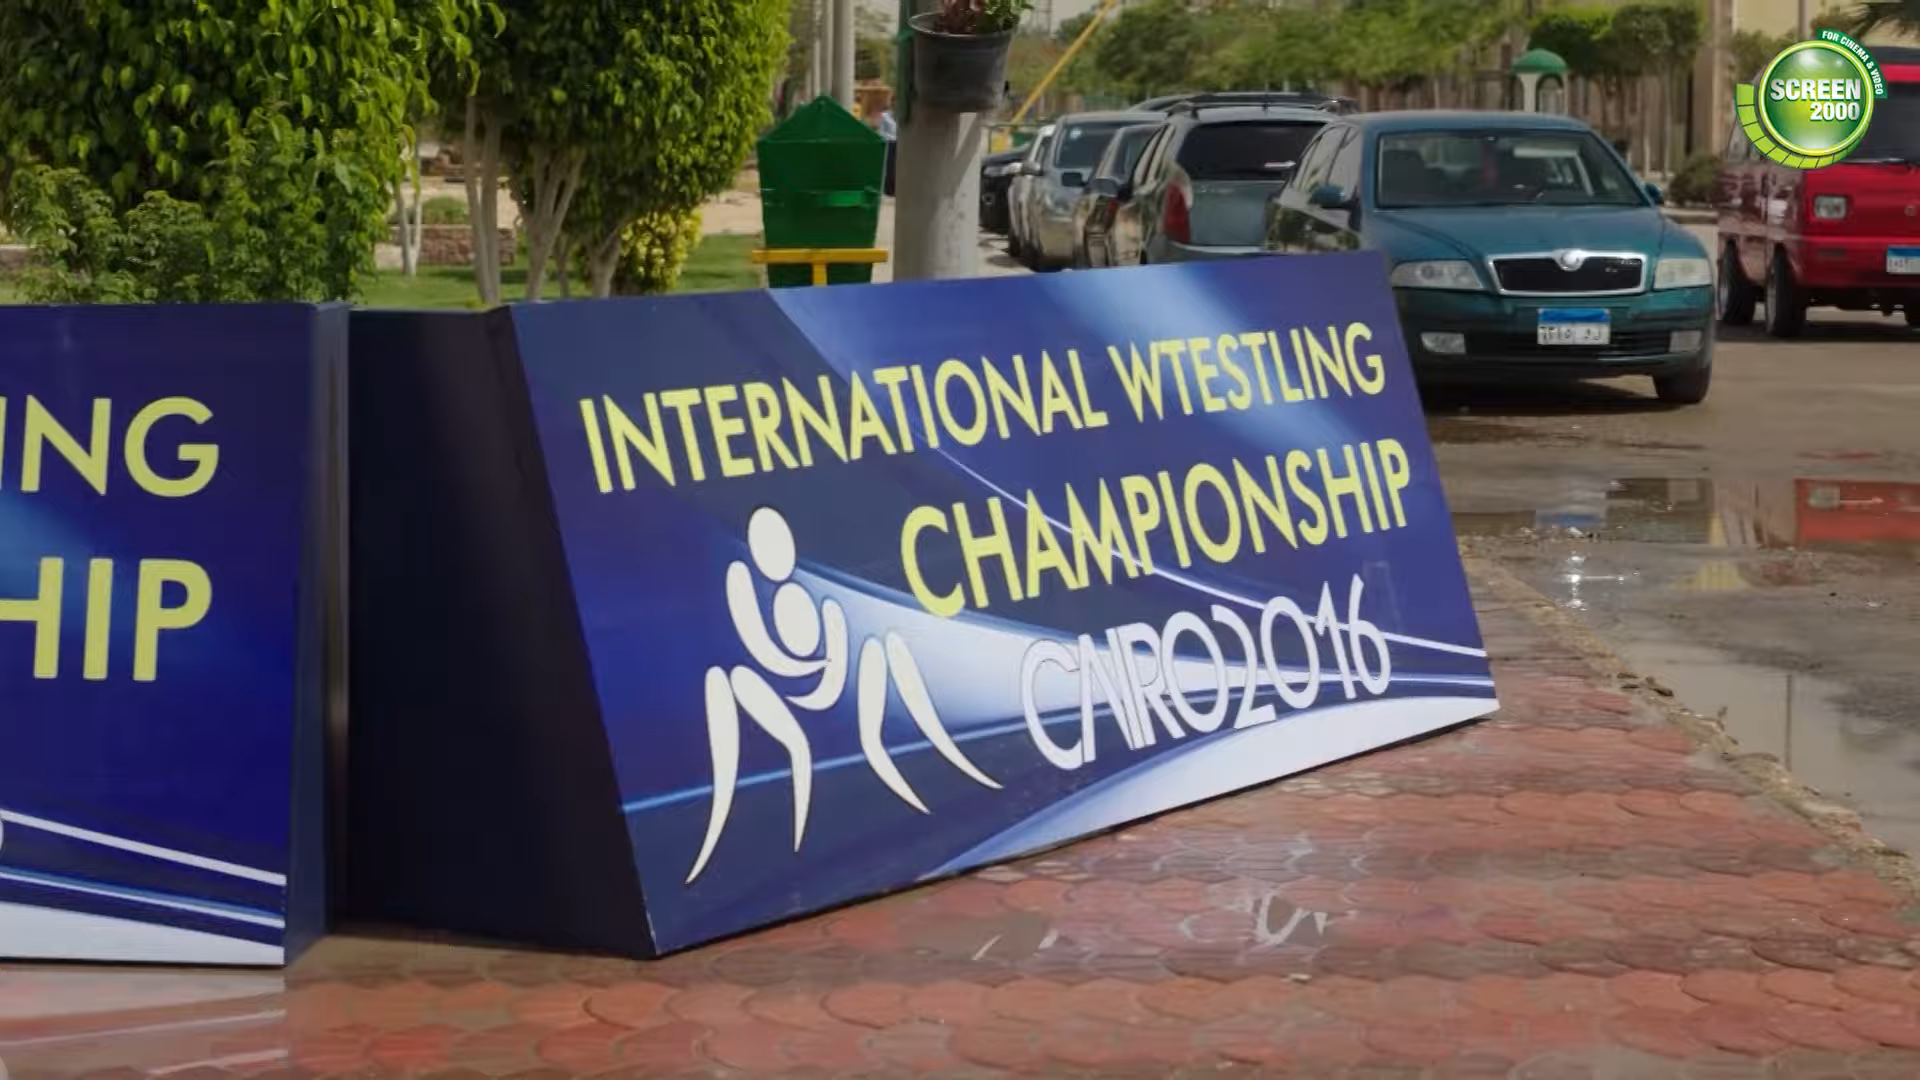 FOR CINEMA & VIDEO
SCREEN
2000
INTERNATIONAL WTESTLING
CHAMPIONSHIP
CAIRO2016
ING
HIP